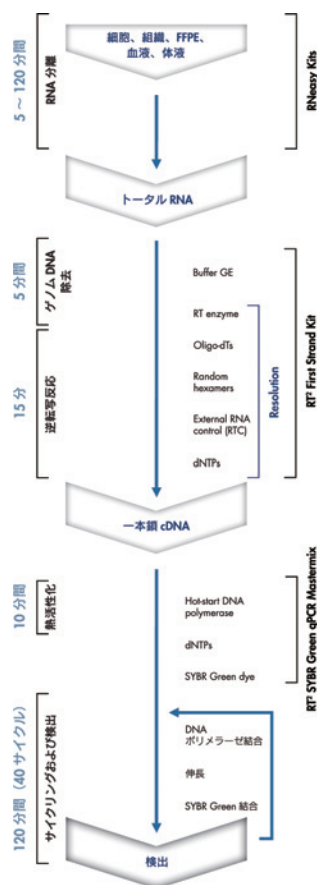 細胞、組織、FFPE、
血液、体液
5 ～ 120 分間
RNA 分離
RNeasy Kits
トータル RNA
5 分間
ゲノム DNA
除去
Buffer GE
RT enzyme
Oligo-dTs
Random
hexamers
External RNA
control (RTC)
dNTPs
Resolution
RT² First Strand Kit
15 分
逆転写反応
一本鎖 cDNA
10 分間
熱活性化
Hot-start DNA
polymerase
dNTPs
SYBR Green dye
RT² SYBR Green qPCR Mastermix
120 分間（40 サイクル）
サイクリングおよび検出
DNA
ポリメラーゼ結合
伸長
SYBR Green 結合
検出